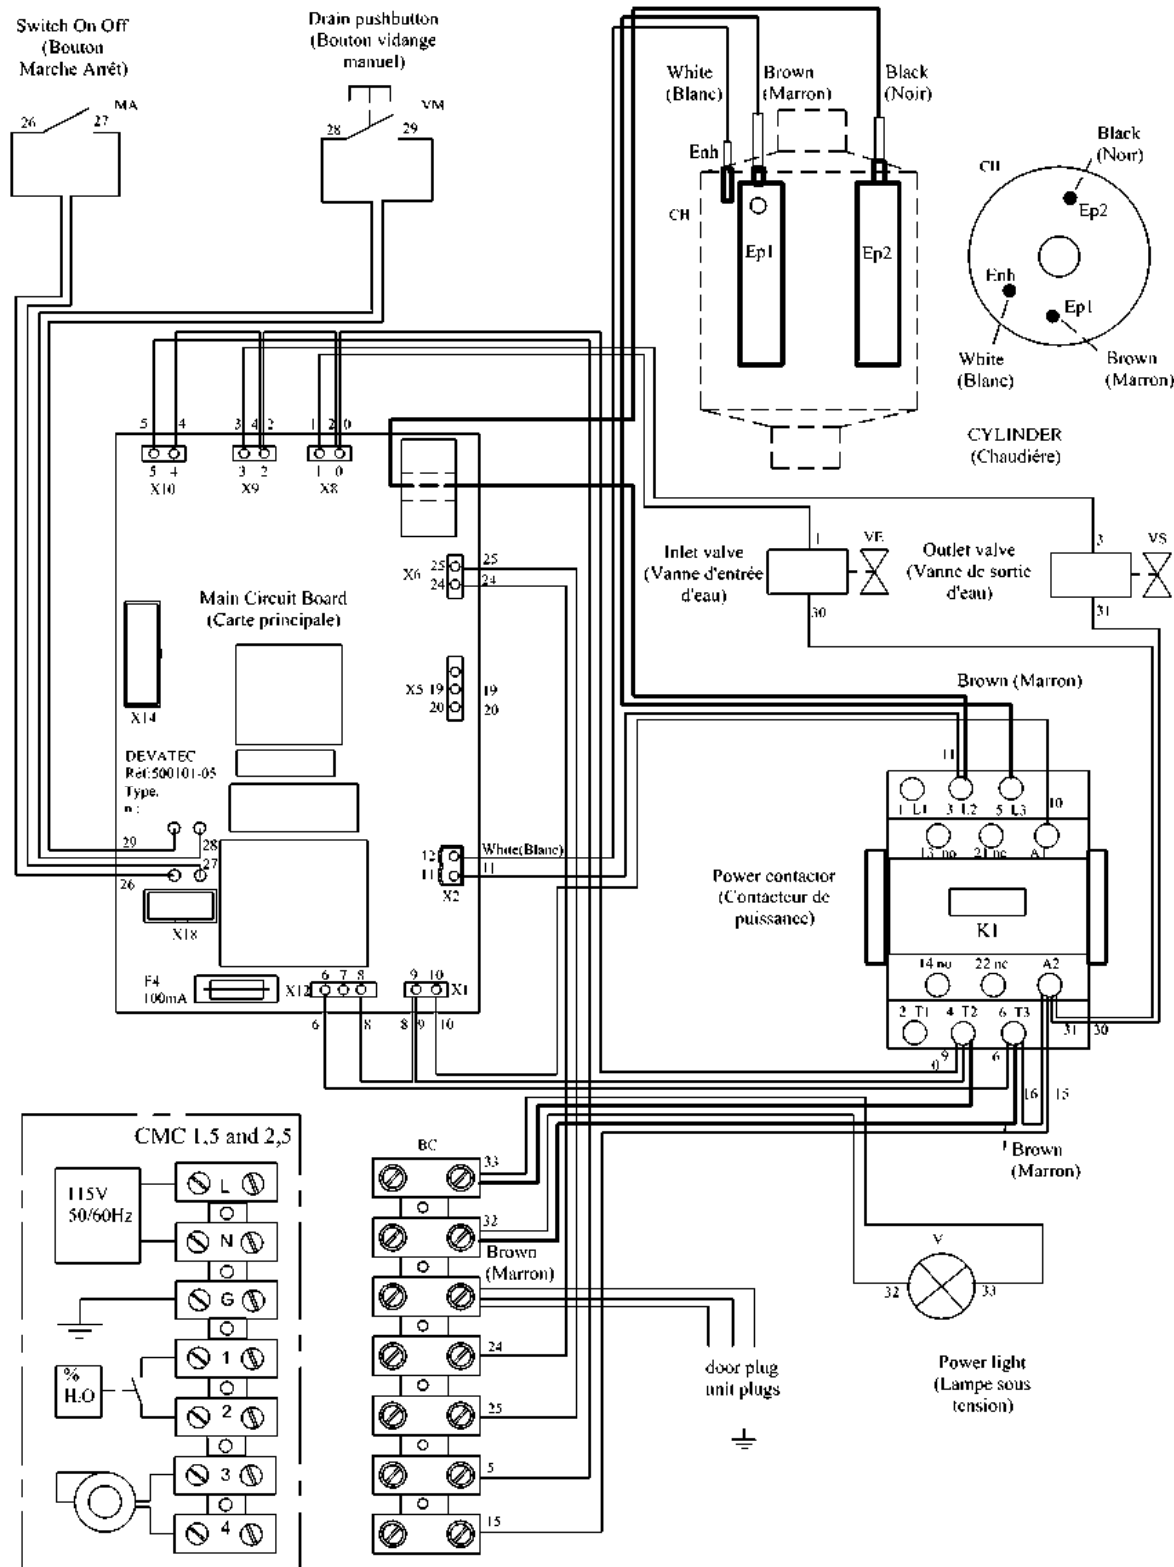 Switch On Off
(Bouton
Marche Arrêt)
MA
26
27
Drain pushbutton
(Bouton vidange
manuel)
VM
28
29
White
(Blanc)
Brown
(Marron)
Black
(Noir)
Enh
CH
Ep1
Ep2
CH
Black
(Noir)
Ep2
Enh
Ep1
White
(Blanc)
Brown
(Marron)
CYLINDER
(Chaudiére)
5 4
3 4 2
1 2 0
5 4
3 2
1 0
X10
X9
X8
X6
25
24
25
24
Main Circuit Board
(Carte principale)
X14
X5
19
20
19
20
DEVATEC
Réf:500101-05
Type.
n :
29
28
27
26
X18
12
11
White(Blanc)
11
X2
F4
100mA
X12
6 7 8
9 10
X1
6
8
8 9
10
Inlet valve
(Vanne d'entrée
d'eau)
1
VE
30
Outlet valve
(Vanne de sortie
d'eau)
3
VS
31
Brown (Marron)
11
10
1 L1
3 L2
5 L3
13 no
21 nc
A1
Power contactor
(Contacteur de
puissance)
K1
14 no
22 nc
A2
2 T1
4 T2
6 T3
31
30
0
9
6
16
15
Brown
(Marron)
CMC 1,5 and 2,5
115V
50/60Hz
L
N
G
1
2
3
4
%
H2O
BC
33
32
Brown
(Marron)
24
25
5
15
door plug
unit plugs
V
32
33
Power light
(Lampe sous
tension)